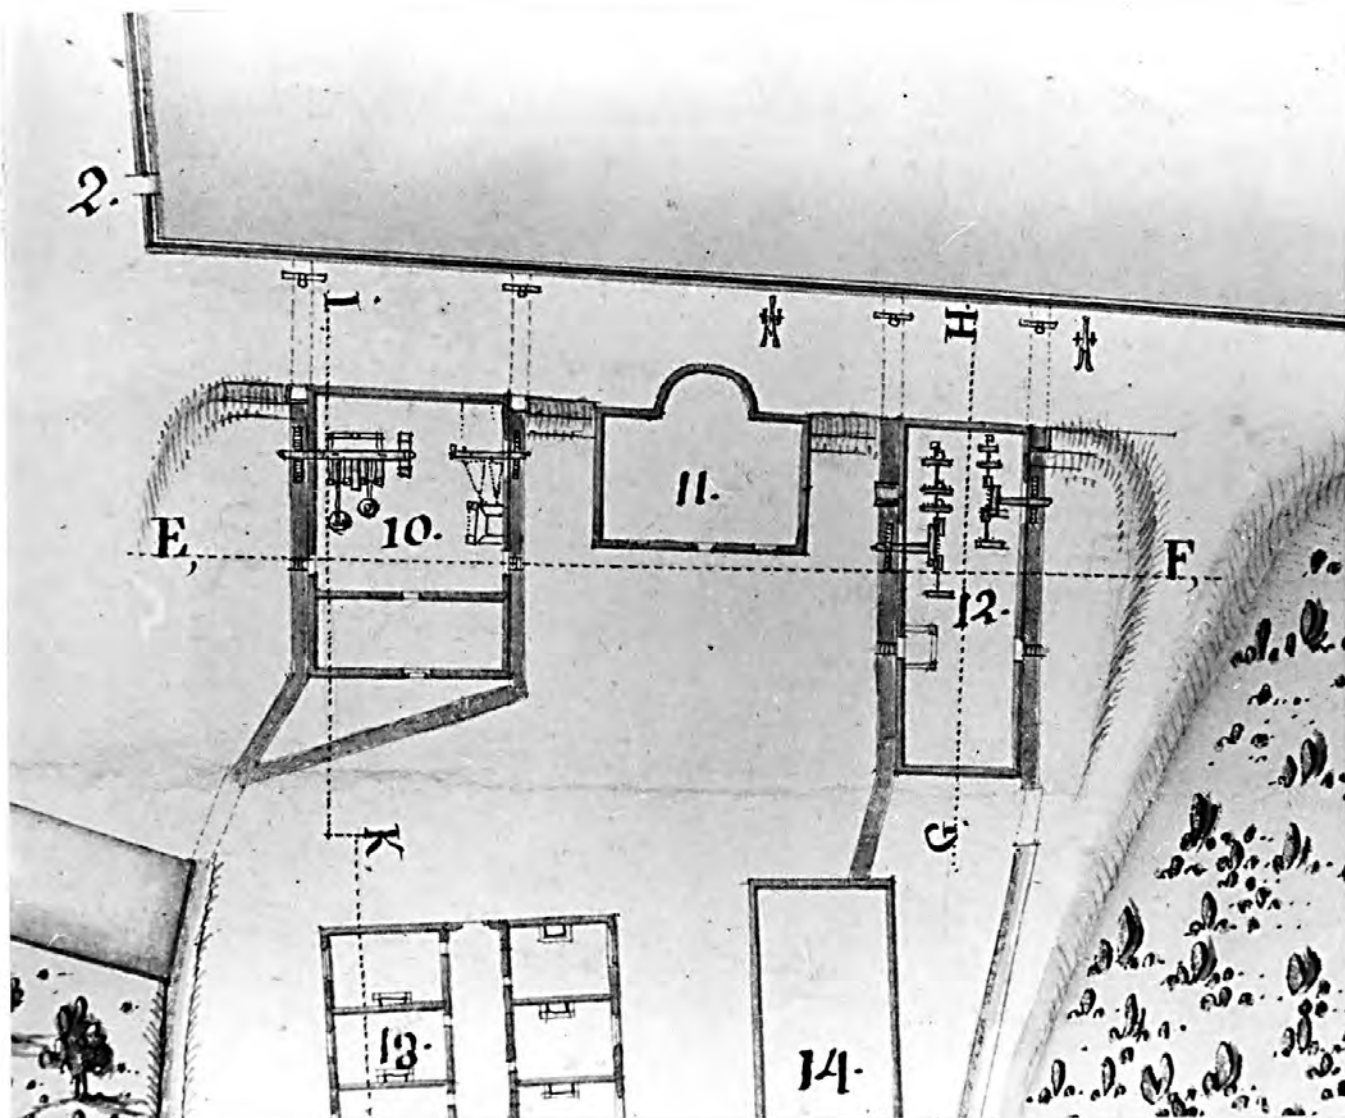 2.
I.
H
11.
10.
E,
F,
12.
K,
D
13.
14.